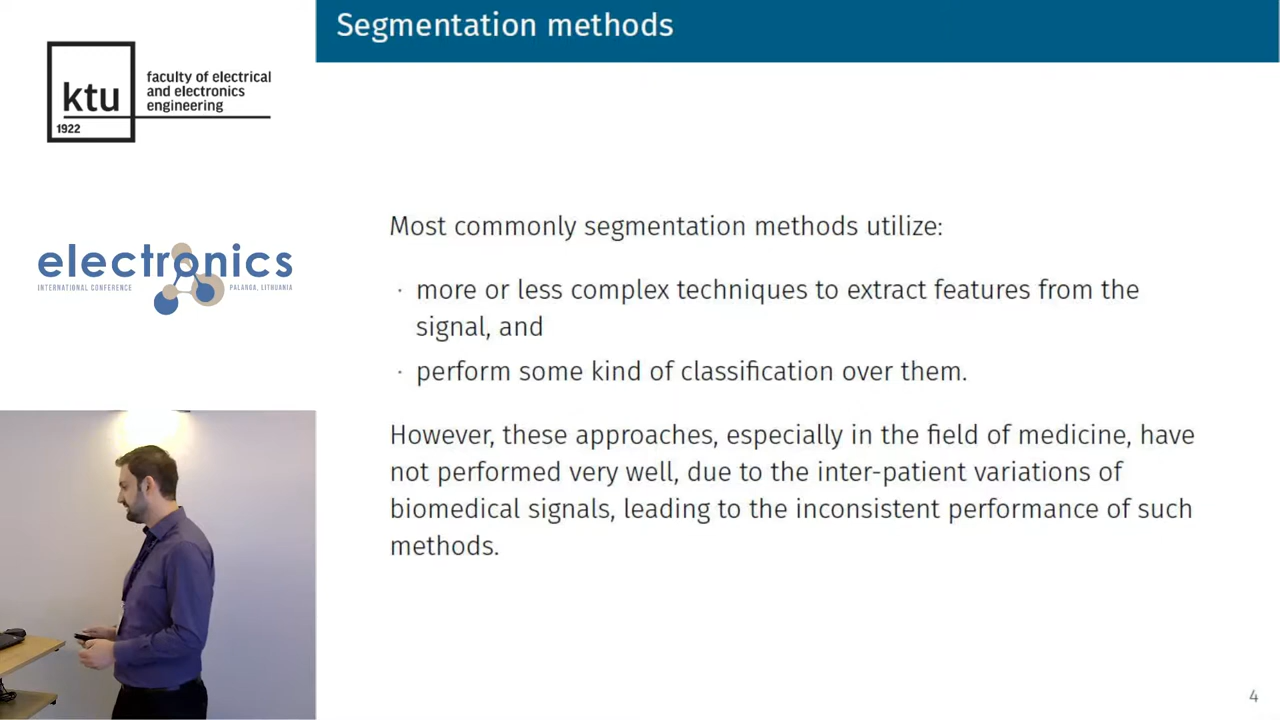 Segmentation methods
ktu
1922
faculty of electrical
and electronics
engineering
electronics
INTERNATIONAL CONFERENCE
PALANGA, LITHUANIA
Most commonly segmentation methods utilize:
· more or less complex techniques to extract features from the
signal, and
· perform some kind of classification over them.
However, these approaches, especially in the field of medicine, have
not performed very well, due to the inter-patient variations of
biomedical signals, leading to the inconsistent performance of such
methods.
4